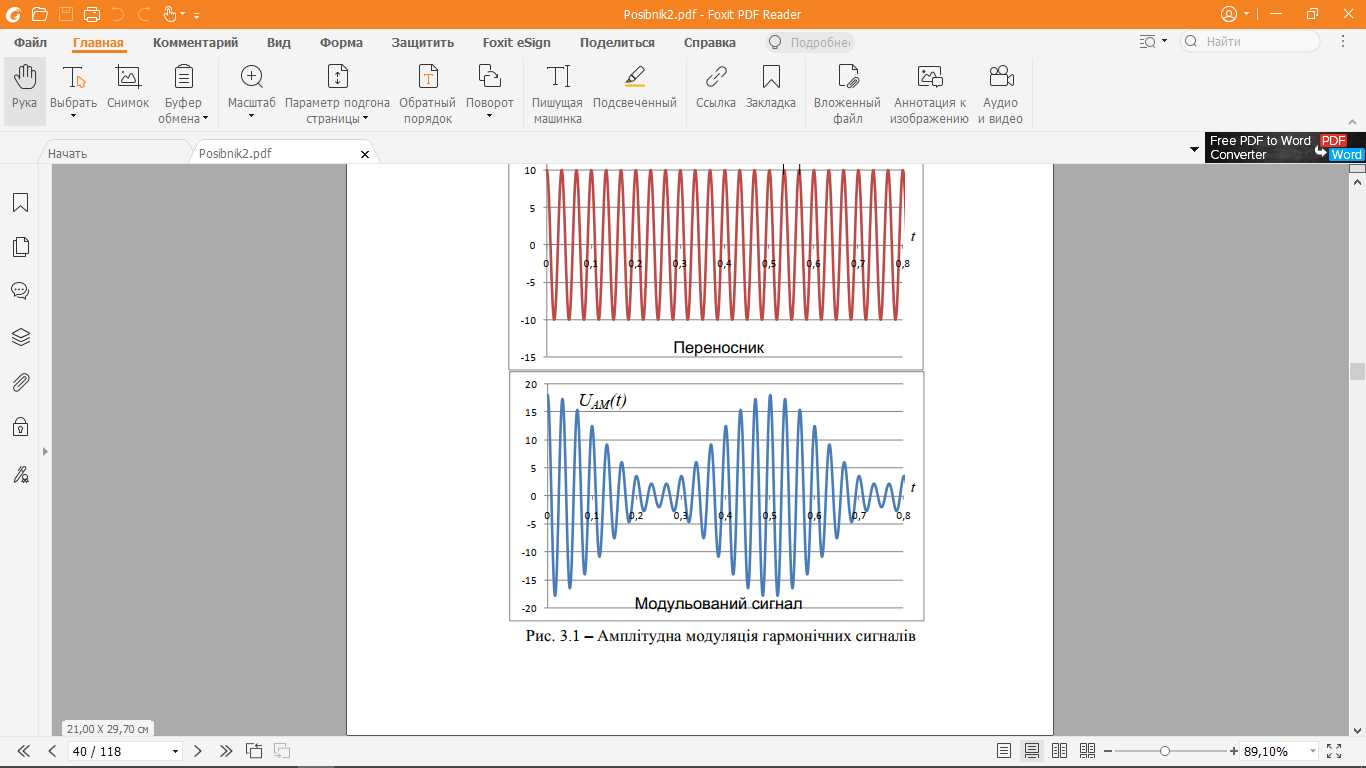 Posibnik2.pdf - Foxit PDF Reader
Файл Главная Комментарий Вид Форма Защитить Foxit eSign Поделиться Справка Подробнее Найти
Рука Выбрать Снимок Буфер обмена Масштаб Параметр подгона страницы Обратный порядок Поворот Пишущая машинка Подсвеченный Ссылка Закладка Вложенный файл Аннотация к изображению Аудио и видео
Начать Posibnik2.pdf
Free PDF to Word Converter PDF Word
10
5
t
0
0 0,1 0,2 0,3 0,4 0,5 0,6 0,7 0,8
-5
-10
Переносник
-15
20
UAM(t)
15
10
5
t
0
0 0,1 0,2 0,3 0,4 0,5 0,6 0,7 0,8
-5
-10
-15
Модульований сигнал
-20
Рис. 3.1 – Амплітудна модуляція гармонічних сигналів
21,00 X 29,70 см
40 / 118 89,10%